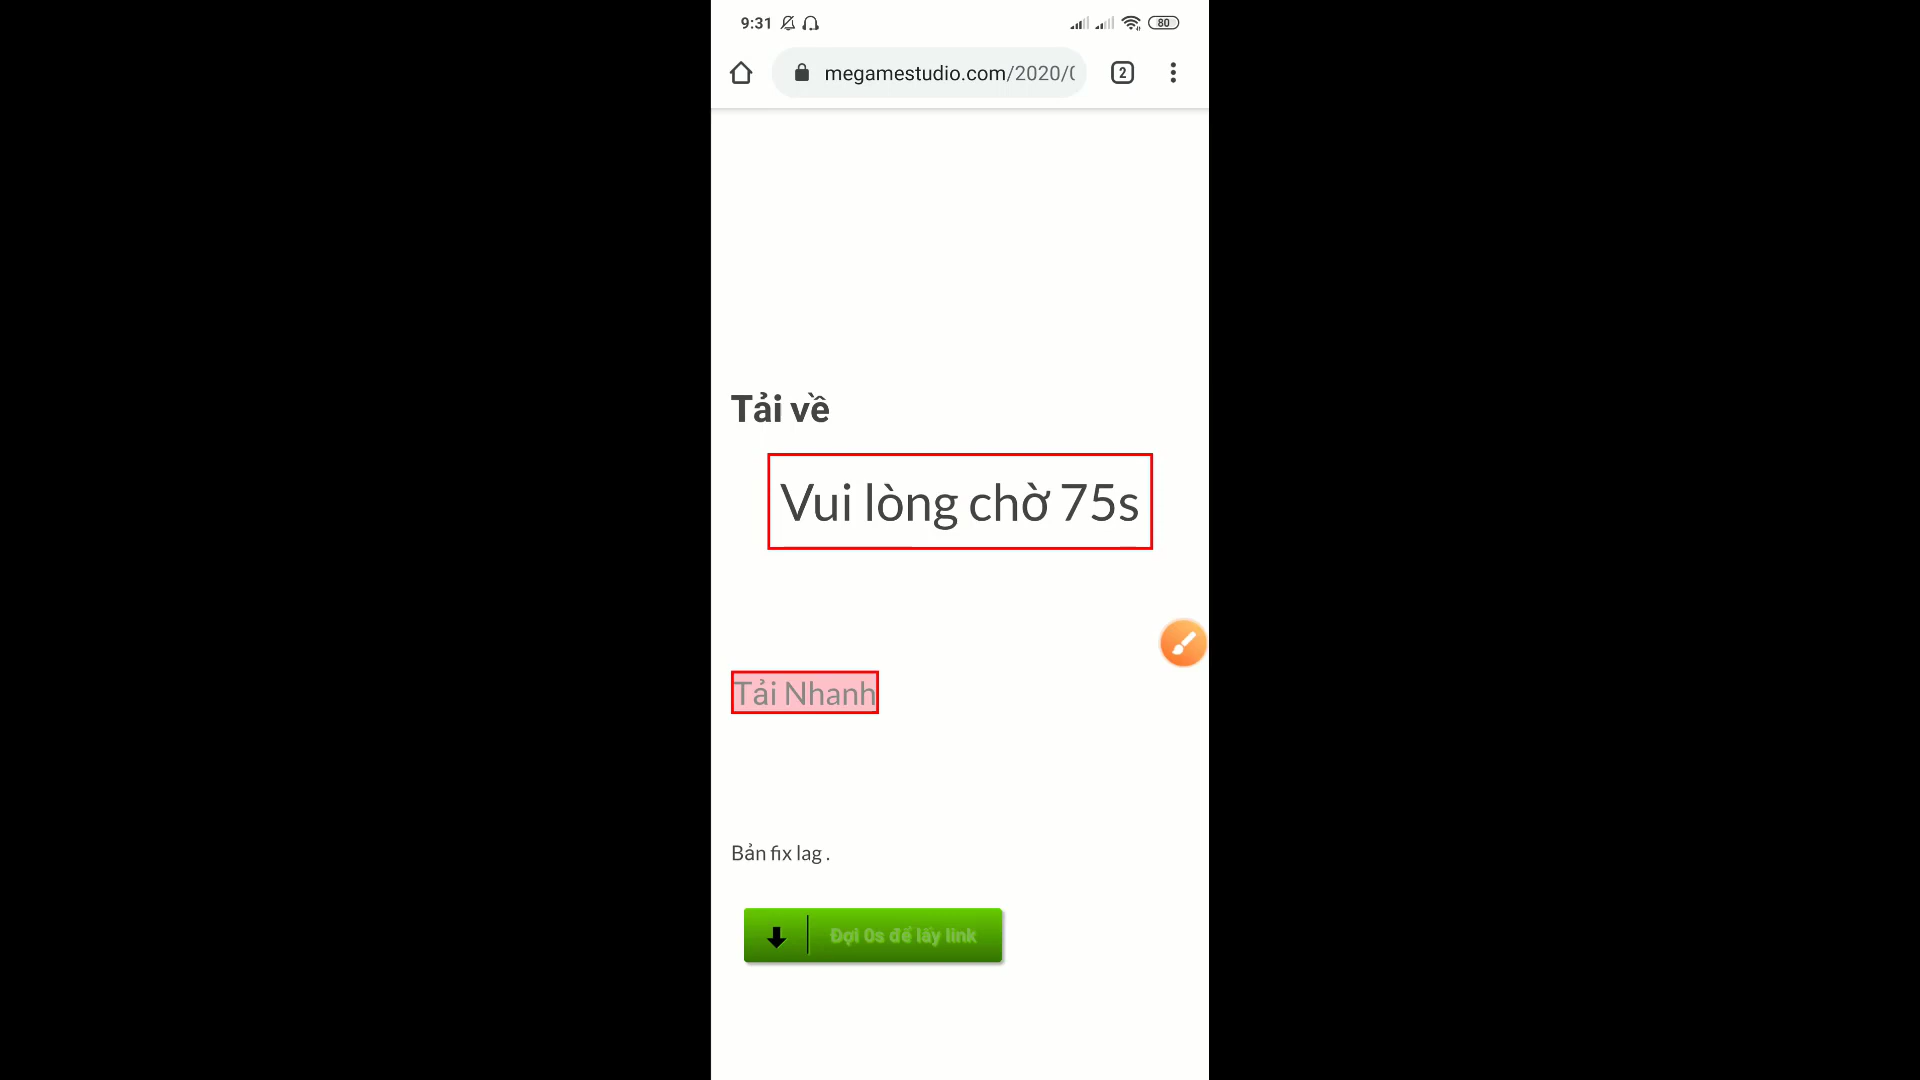 9:31
80
megamestudio.com/2020/
2
Tải về
Vui lòng chờ 75s
Tải Nhanh
Bản fix lag .
Đợi 0s để lấy link